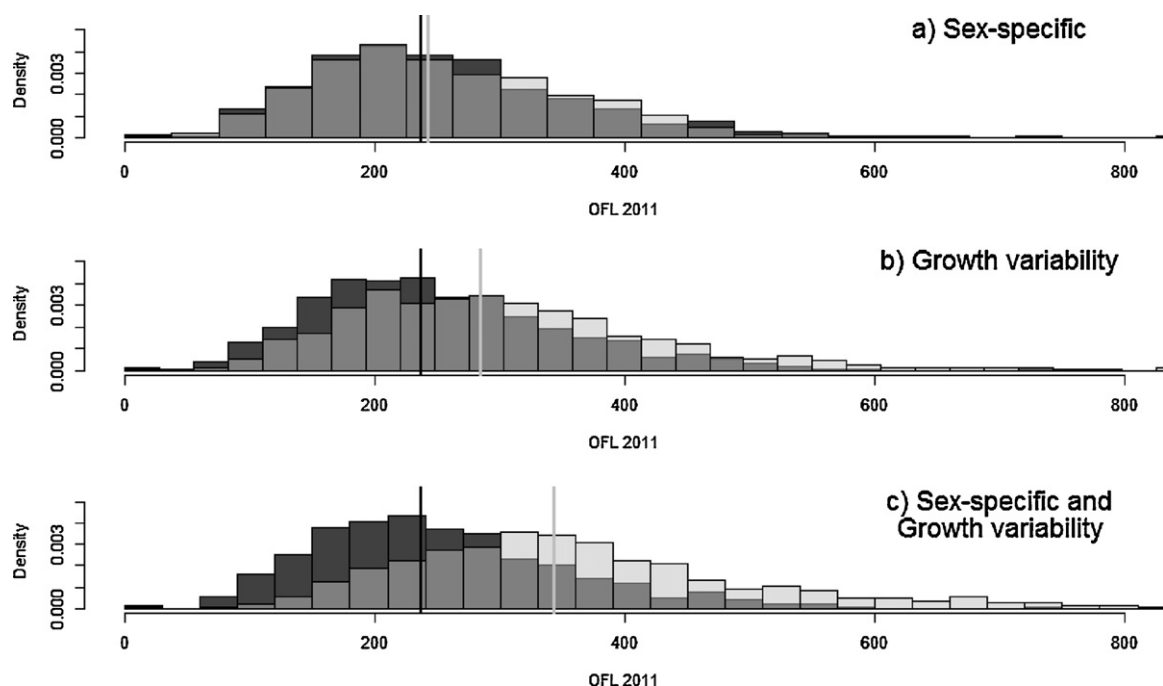 a) Sex-specific
Density
0.003
0.000
0 200 400 600 800
OFL 2011
b) Growth variability
Density
0.003
0.000
0 200 400 600 800
OFL 2011
c) Sex-specific and
Growth variability
Density
0.003
0.000
0 200 400 600 800
OFL 2011